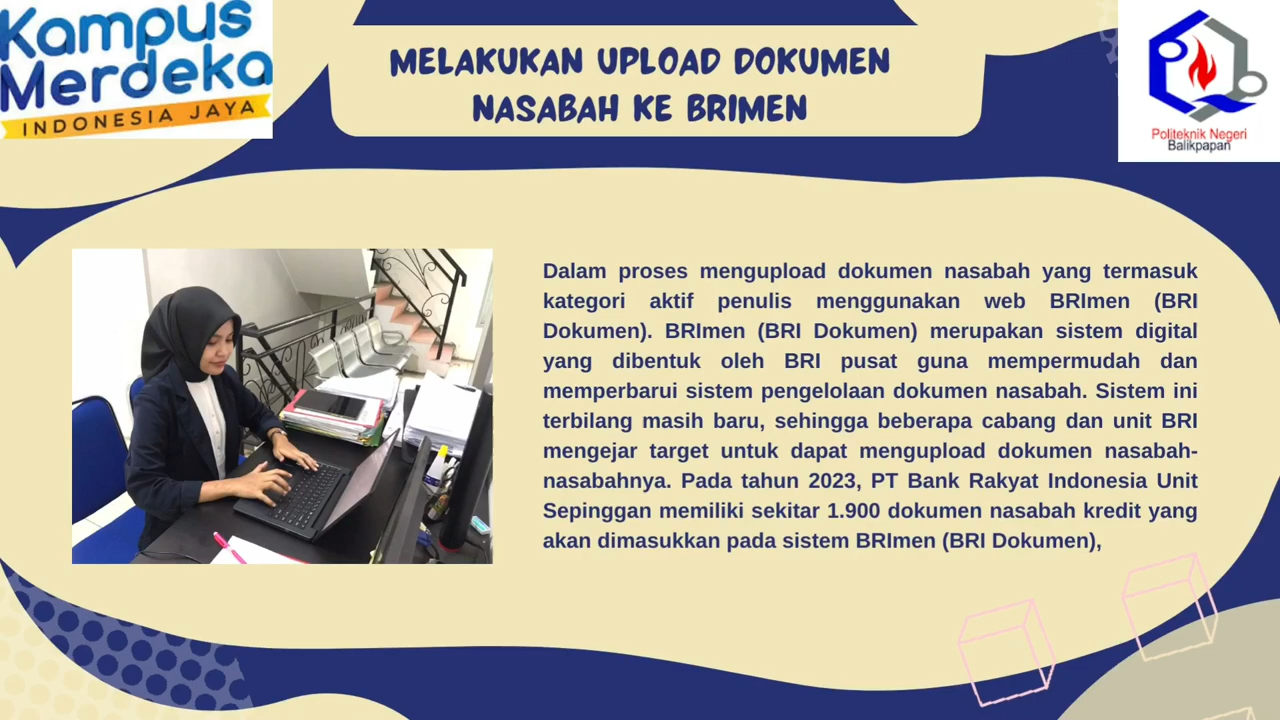 Kampus
Merdeka
INDONESIA JAYA
MELAKUKAN UPLOAD DOKUMEN
NASABAH KE BRIMEN
Politeknik Negeri
Balikpapan
Dalam proses mengupload dokumen nasabah yang termasuk
kategori aktif penulis menggunakan web BRImen (BRI
Dokumen). BRImen (BRI Dokumen) merupakan sistem digital
yang dibentuk oleh BRI pusat guna mempermudah dan
memperbarui sistem pengelolaan dokumen nasabah. Sistem ini
terbilang masih baru, sehingga beberapa cabang dan unit BRI
mengejar target untuk dapat mengupload dokumen nasabah-
nasabahnya. Pada tahun 2023, PT Bank Rakyat Indonesia Unit
Sepinggan memiliki sekitar 1.900 dokumen nasabah kredit yang
akan dimasukkan pada sistem BRImen (BRI Dokumen),